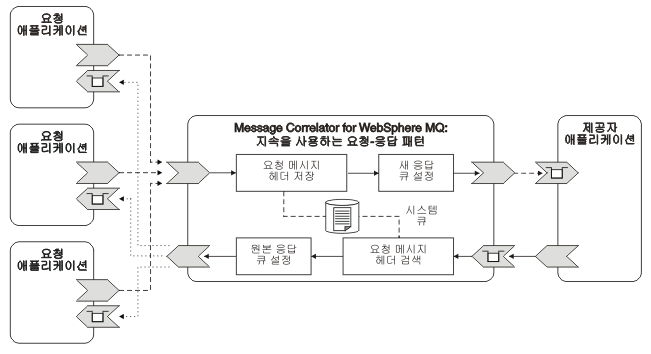 요청
애플리케이션
요청
애플리케이션
요청
애플리케이션
Message Correlator for WebSphere MQ:
지속을 사용하는 요청-응답 패턴
요청 메시지
헤더 저장
새 응답
큐 설정
시스템
큐
원본 응답
큐 설정
요청 메시지
헤더 검색
제공자
애플리케이션